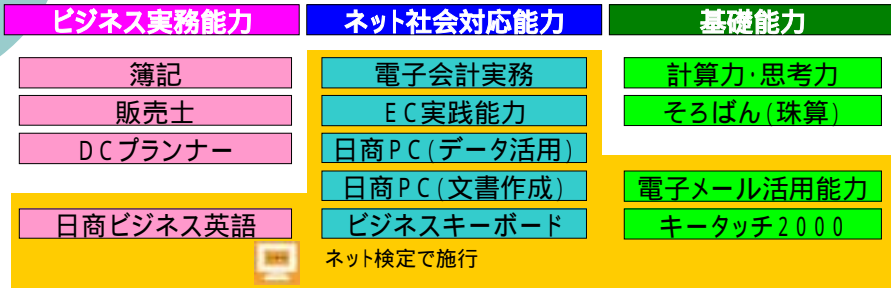 ビジネス実務能力
ネット社会対応能力
基礎能力
簿記
電子会計実務
計算力・思考力
販売士
EC実践能力
そろばん(珠算)
DCプランナー
日商PC(データ活用)
日商PC(文書作成)
電子メール活用能力
日商ビジネス英語
ビジネスキーボード
キータッチ2000
ネット検定で施行